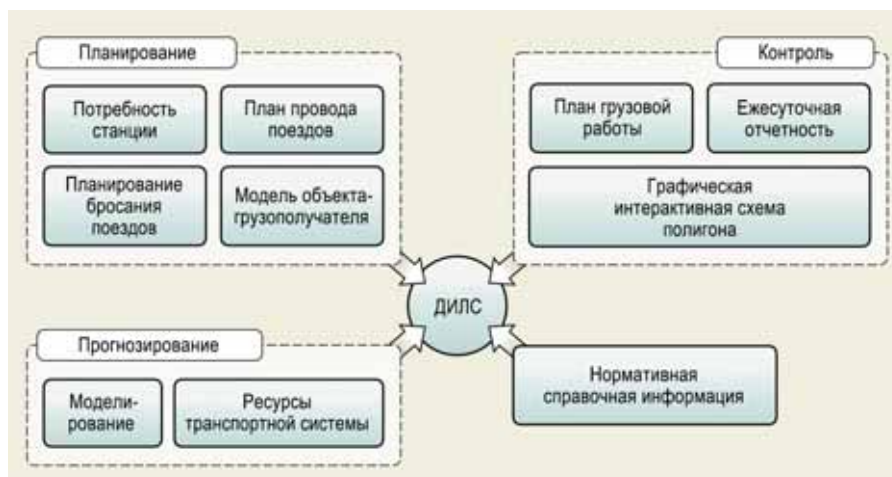 Планирование
Потребность
станции
План провода
поездов
Планирование
бросания
поездов
Модель объекта-
грузополучателя
Контроль
План грузовой
работы
Ежесуточная
отчетность
Графическая
интерактивная схема
полигона
ДИЛС
Прогнозирование
Модели-
рование
Ресурсы
транспортной системы
Нормативная
справочная информация